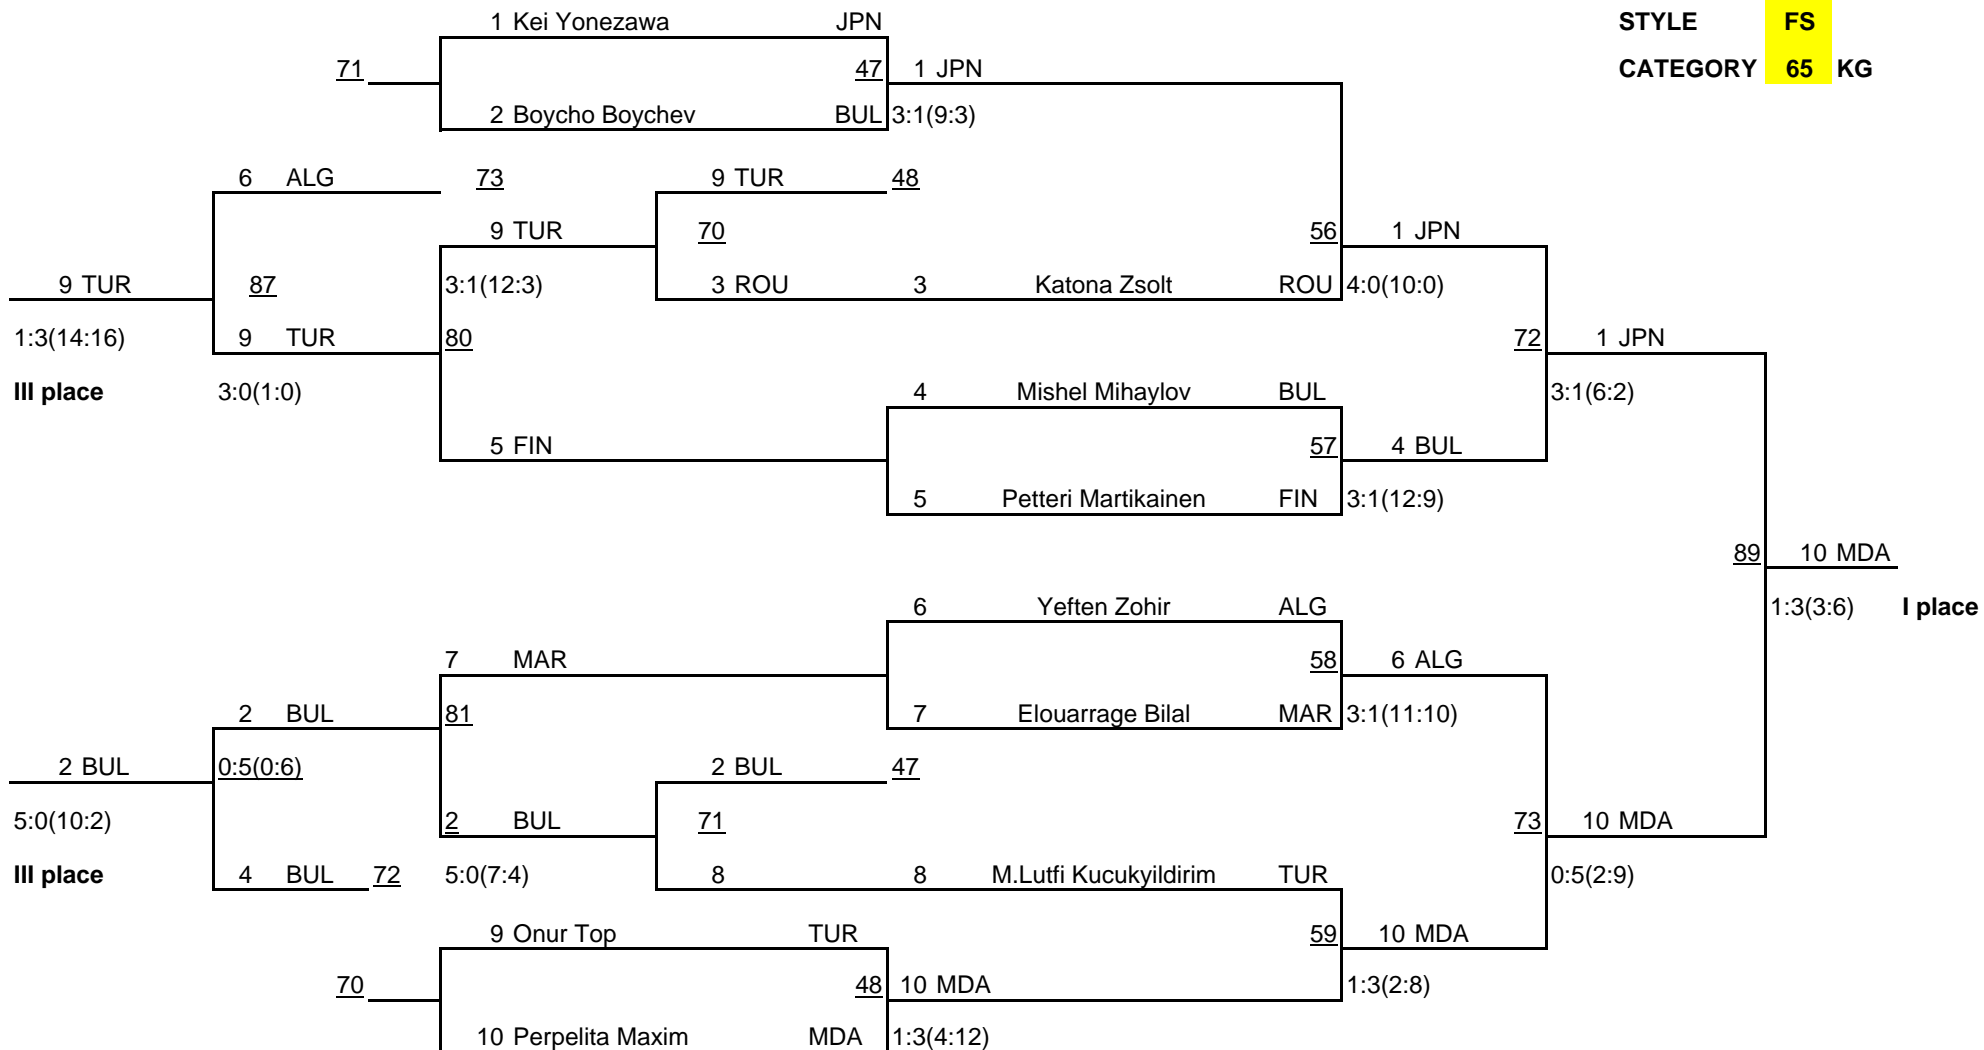 1 Kei Yonezawa JPN STYLE FS
71 47 1 JPN CATEGORY 65 KG
2 Boycho Boychev BUL 3:1(9:3)
6 ALG 73 9 TUR 48
9 TUR 70 56 1 JPN
9 TUR 87 3:1(12:3) 3 ROU 3 Katona Zsolt ROU 4:0(10:0)
1:3(14:16) 9 TUR 80 72 1 JPN
III place 3:0(1:0) 4 Mishel Mihaylov BUL 3:1(6:2)
5 FIN 57 4 BUL
5 Petteri Martikainen FIN 3:1(12:9)
89 10 MDA
6 Yeften Zohir ALG 1:3(3:6) I place
7 MAR 58 6 ALG
2 BUL 81 7 Elouarrage Bilal MAR 3:1(11:10)
2 BUL 0:5(0:6) 2 BUL 47
5:0(10:2) 2 BUL 71 73 10 MDA
III place 4 BUL 72 5:0(7:4) 8 8 M.Lutfi Kucukyildirim TUR 0:5(2:9)
9 Onur Top TUR 59 10 MDA
70 48 10 MDA 1:3(2:8)
10 Perpelita Maxim MDA 1:3(4:12)